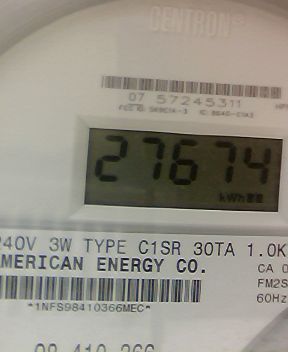 CENTRON®
07 57245311
27674
kWh
240V 3W TYPE C1SR 30TA 1.0K
AMERICAN ENERGY CO.
CA 0
FM2S
*1NFS98410366MEC*
60Hz